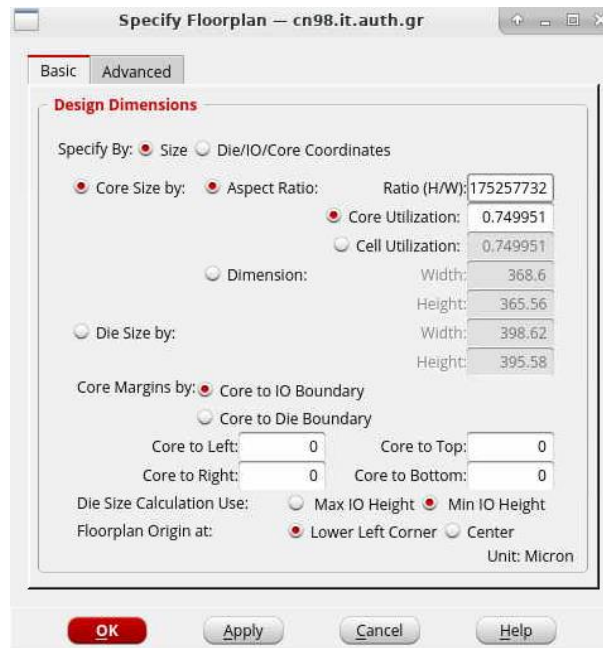 Specify Floorplan — cn98.it.auth.gr
Basic Advanced
Design Dimensions
Specify By: Size Die/IO/Core Coordinates
Core Size by: Aspect Ratio: Ratio (H/W): 175257732
Core Utilization: 0.749951
Cell Utilization: 0.749951
Dimension: Width: 368.6
Height: 365.56
Die Size by: Width: 398.62
Height: 395.58
Core Margins by: Core to IO Boundary
Core to Die Boundary
Core to Left: 0 Core to Top: 0
Core to Right: 0 Core to Bottom: 0
Die Size Calculation Use: Max IO Height Min IO Height
Floorplan Origin at: Lower Left Corner Center
Unit: Micron
OK Apply Cancel Help